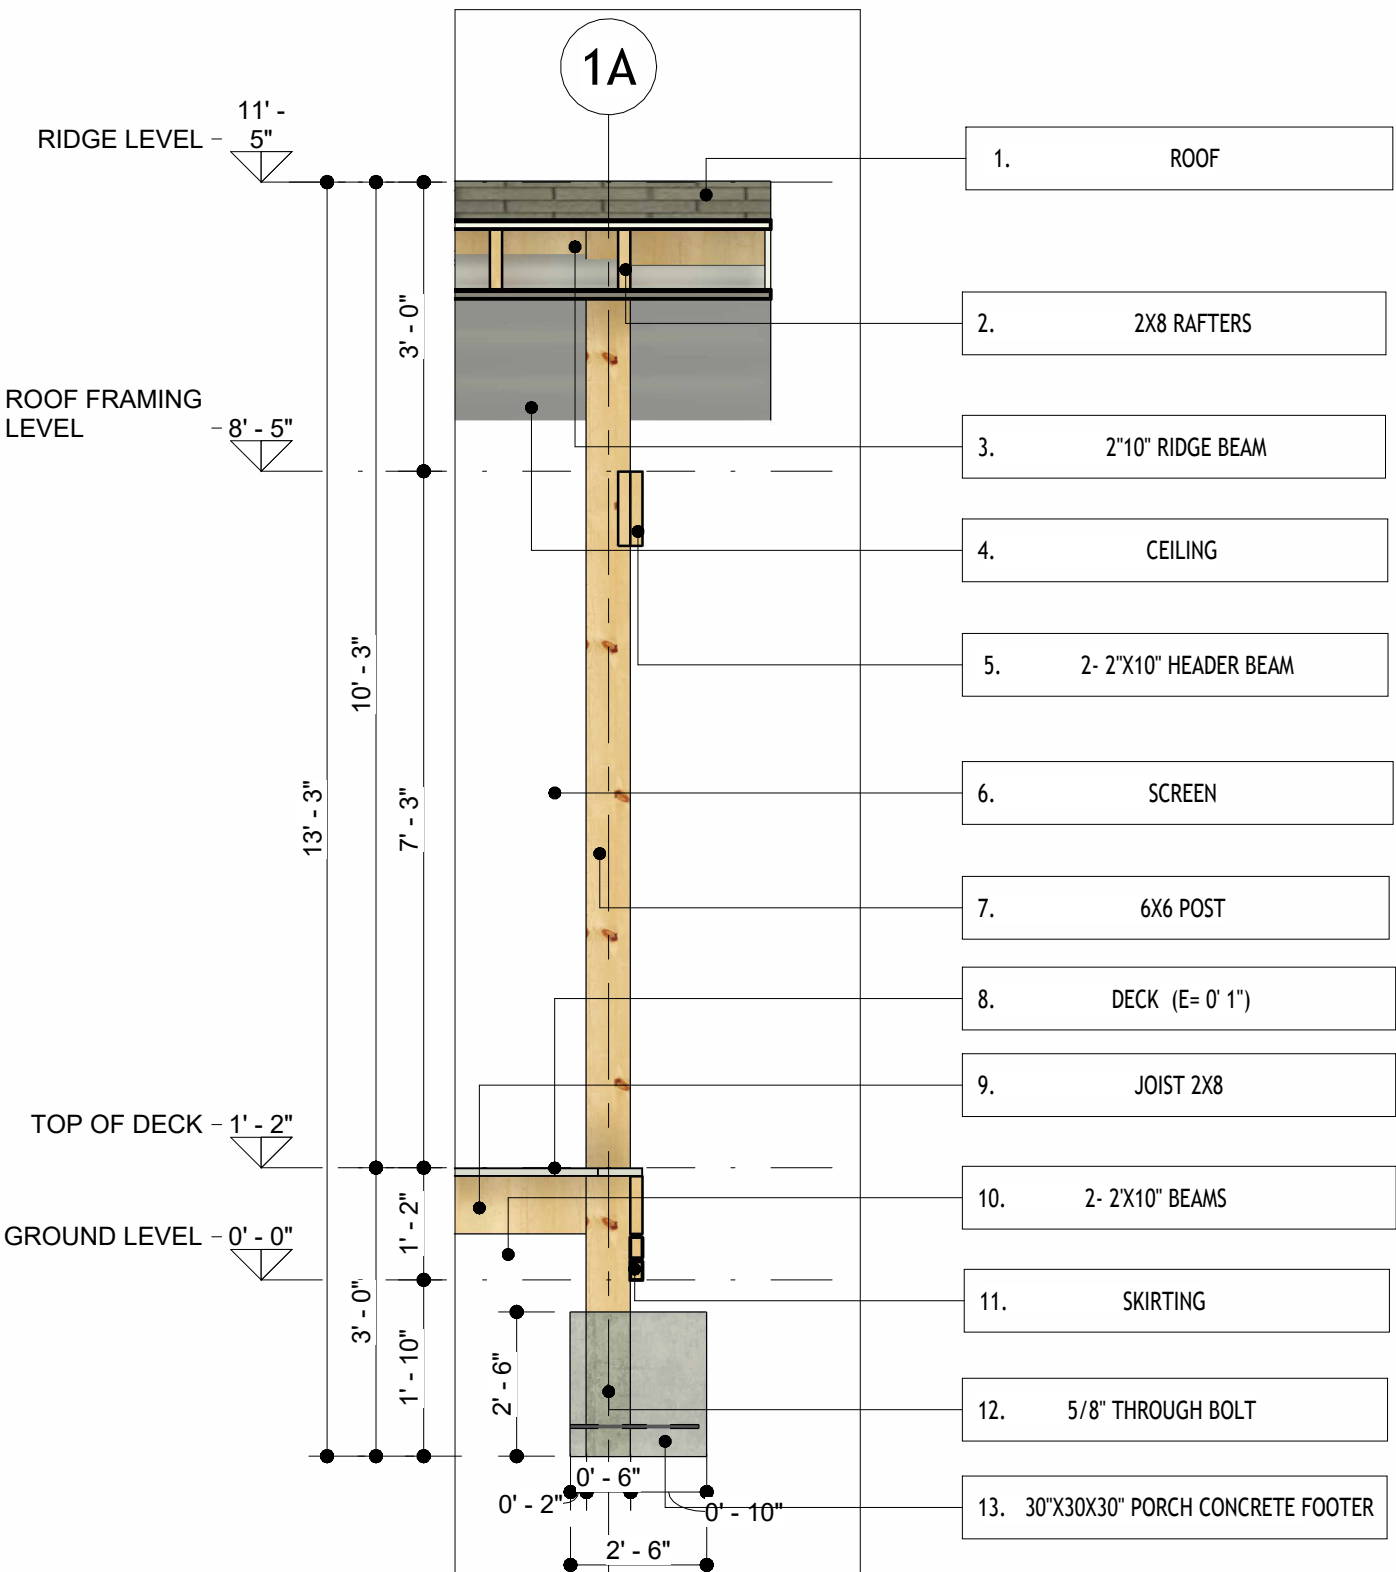 1A
11' -
5"
RIDGE LEVEL
1. ROOF
3' - 0"
2. 2X8 RAFTERS
ROOF FRAMING
LEVEL
8' - 5"
3. 2"10" RIDGE BEAM
4. CEILING
5. 2- 2"X10" HEADER BEAM
10' - 3"
13' - 3"
7' - 3"
6. SCREEN
7. 6X6 POST
8. DECK (E= 0' 1")
9. JOIST 2X8
TOP OF DECK
1' - 2"
1' - 2"
10. 2- 2'X10" BEAMS
GROUND LEVEL
0' - 0"
3' - 0"
11. SKIRTING
1' - 10"
2' - 6"
12. 5/8" THROUGH BOLT
0' - 6"
0' - 2"
0' - 10"
13. 30"X30X30" PORCH CONCRETE FOOTER
2' - 6"